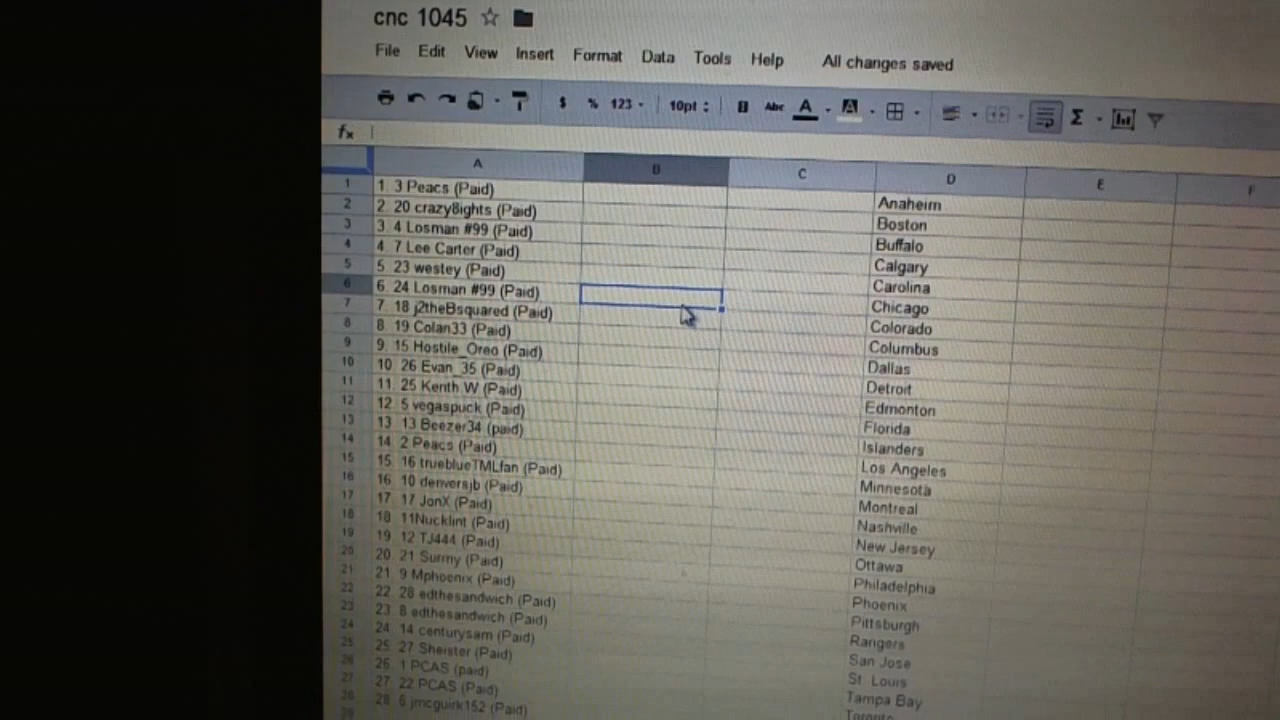 cnc 1045
File Edit View Insert Format Data Tools Help All changes saved
$ % 123 10pt Abc A A Σ
fx
A B C D E F
1 1. 3 Peacs (Paid)
2 2. 20 crazy8ights (Paid) Anaheim
3 3. 4 Losman #99 (Paid) Boston
4 4. 7 Lee Carter (Paid) Buffalo
5 5. 23 westey (Paid) Calgary
6 6. 24 Losman #99 (Paid) Carolina
7 7. 18 j2theBsquared (Paid) Chicago
8 8. 19 Colan33 (Paid) Colorado
9 9. 15 Hostile_Oreo (Paid) Columbus
10 10. 26 Evan_35 (Paid) Dallas
11 11. 25 Kenth W (Paid) Detroit
12 12. 5 vegaspuck (Paid) Edmonton
13 13. 13 Beezer34 (paid) Florida
14 14. 2 Peacs (Paid) Islanders
15 15. 16 trueblueTMLfan (Paid) Los Angeles
16 16. 10 denversjb (Paid) Minnesota
17 17. 17 JonX (Paid) Montreal
18 18. 11Nucklint (Paid) Nashville
19 19. 12 TJ444 (Paid) New Jersey
20 20. 21 Surmy (Paid) Ottawa
21 21. 9 Mphoenix (Paid) Philadelphia
22 22. 28 edthesandwich (Paid) Phoenix
23 23. 8 edthesandwich (Paid) Pittsburgh
24 24. 14 centurysam (Paid) Rangers
25 25. 27 Sheister (Paid) San Jose
26 26. 1 PCAS (paid) St. Louis
27 27. 22 PCAS (Paid) Tampa Bay
28 28. 6 jmcguirk152 (Paid) Toronto
29